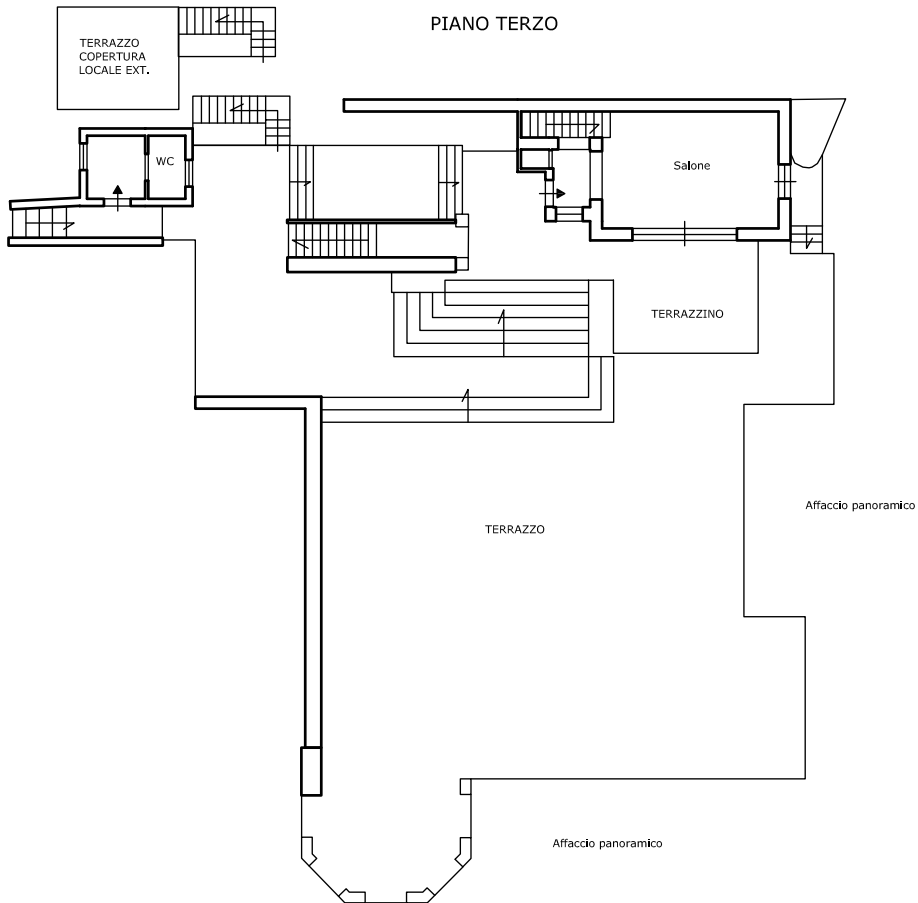 PIANO TERZO
TERRAZZO
COPERTURA
LOCALE EXT.
WC
Salone
TERRAZZINO
Affaccio panoramico
TERRAZZO
Affaccio panoramico